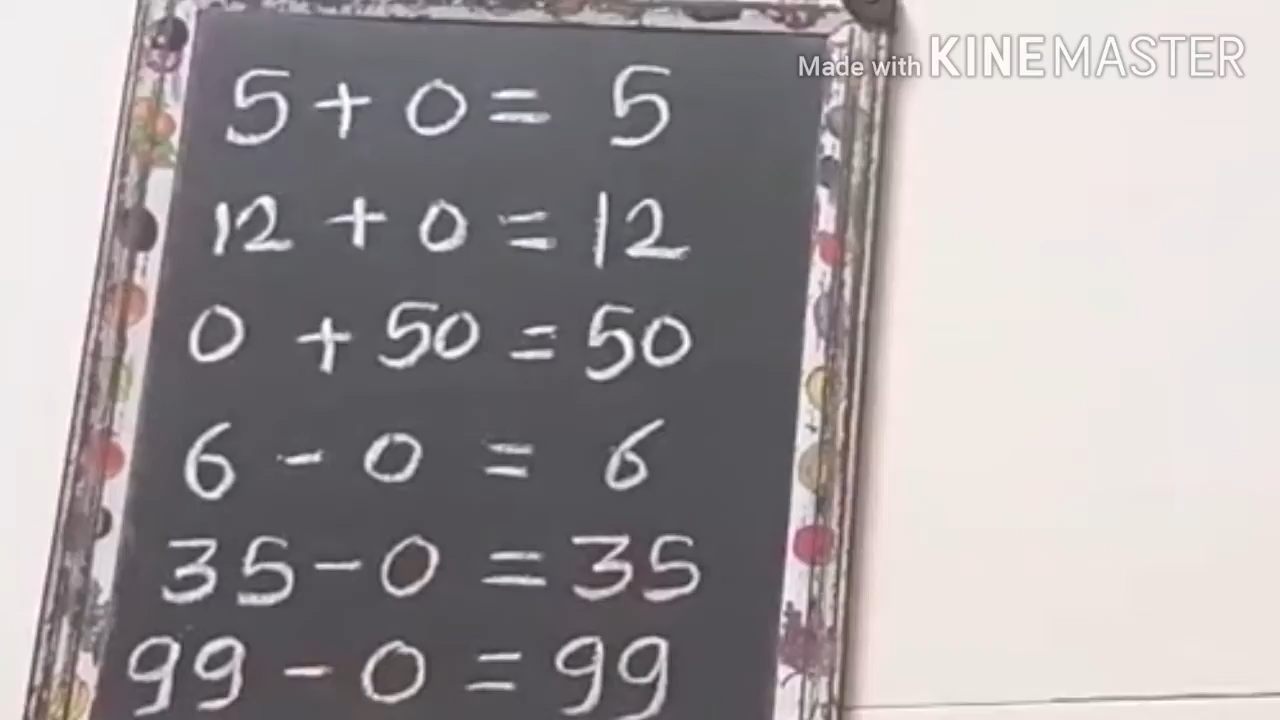 Made with KINEMASTER
5 + 0 = 5
12 + 0 = 12
0 + 50 = 50
6 - 0 = 6
35 - 0 = 35
99 - 0 = 99